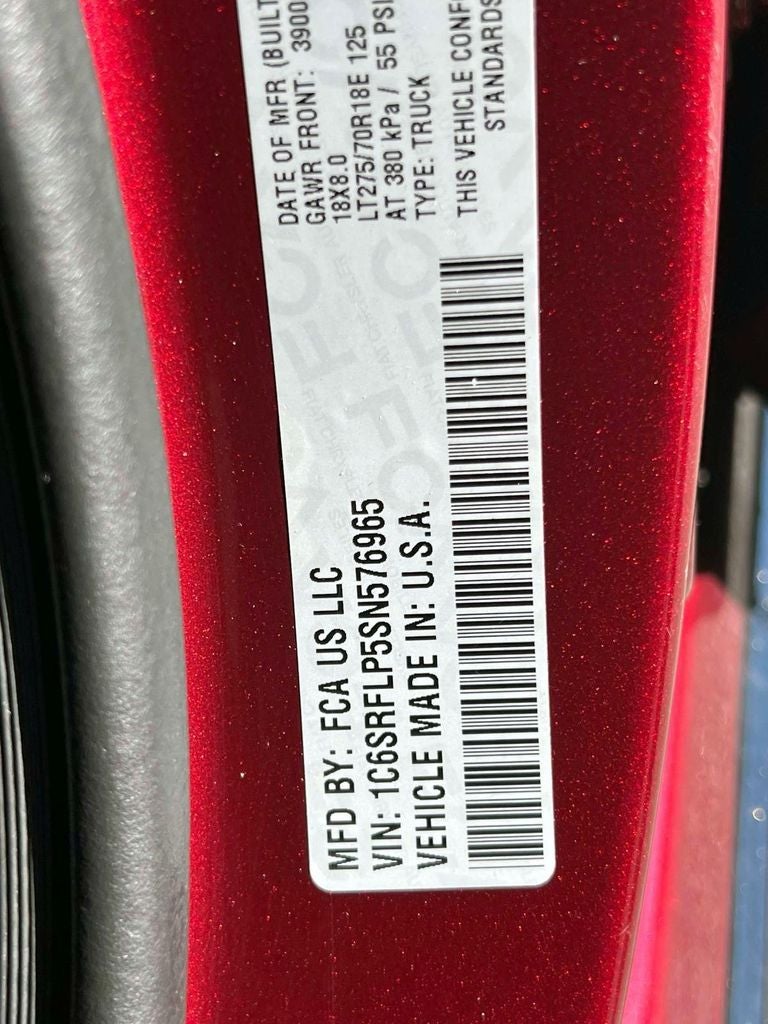 MFD BY: FCA US LLC
VIN: 1C6SRFLP5SN576965
VEHICLE MADE IN: U.S.A.
DATE OF MFR (BUILT
GAWR FRONT: 3900
18X8.0
LT275/70R18E 125
AT 380 kPa / 55 PSI
TYPE: TRUCK
THIS VEHICLE CONF
STANDARDS